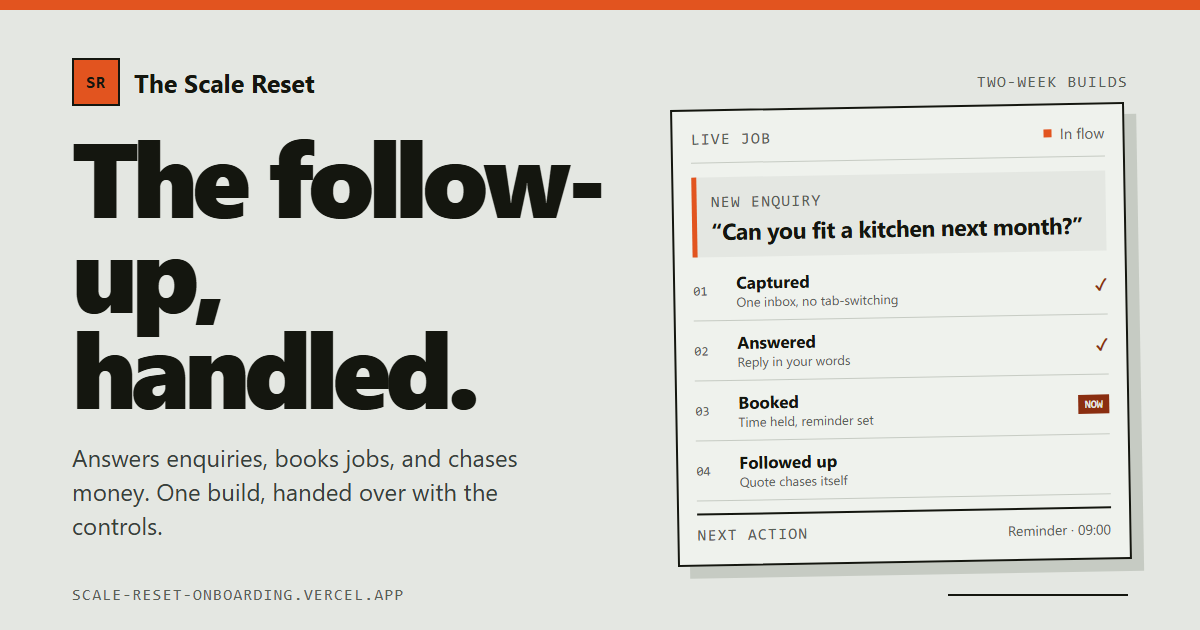 SR
The Scale Reset
TWO-WEEK BUILDS
The follow-
up,
handled.
Answers enquiries, books jobs, and chases
money. One build, handed over with the
controls.
SCALE-RESET-ONBOARDING.VERCEL.APP
LIVE JOB
In flow
NEW ENQUIRY
“Can you fit a kitchen next month?”
01
Captured
One inbox, no tab-switching
✓
02
Answered
Reply in your words
✓
03
Booked
Time held, reminder set
NOW
04
Followed up
Quote chases itself
NEXT ACTION
Reminder · 09:00